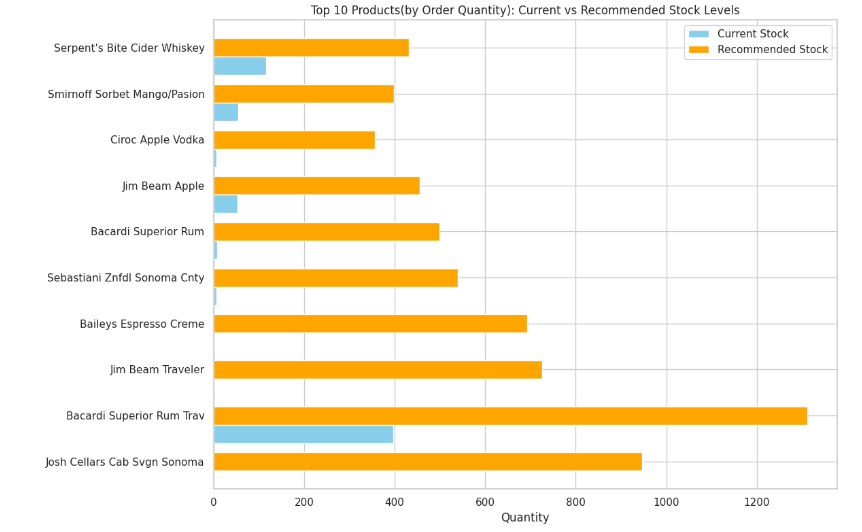 Top 10 Products(by Order Quantity): Current vs Recommended Stock Levels
Current Stock
Recommended Stock
Serpent's Bite Cider Whiskey
Smirnoff Sorbet Mango/Pasion
Ciroc Apple Vodka
Jim Beam Apple
Bacardi Superior Rum
Sebastiani Znfdl Sonoma Cnty
Baileys Espresso Creme
Jim Beam Traveler
Bacardi Superior Rum Trav
Josh Cellars Cab Svgn Sonoma
0 200 400 600 800 1000 1200
Quantity